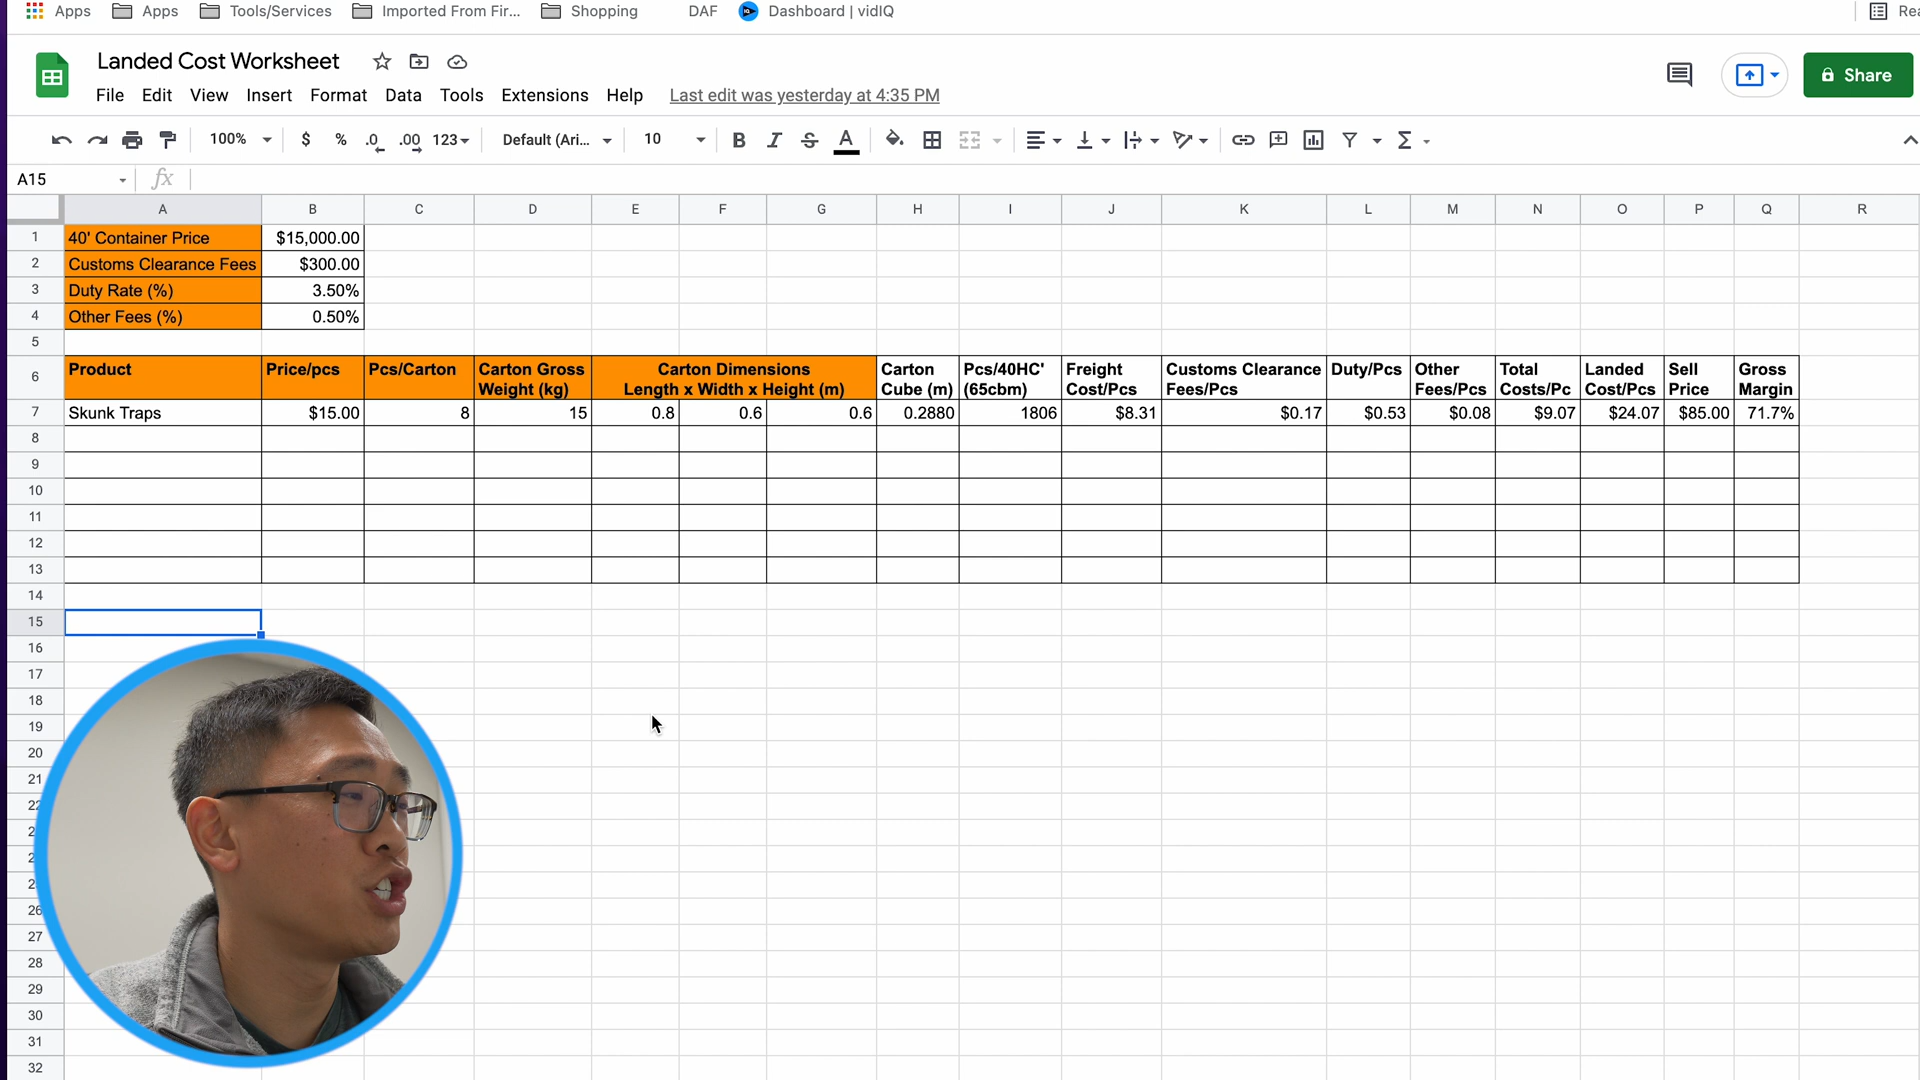 Apps Apps Tools/Services Imported From Fir... Shopping DAF Dashboard | vidIQ
Landed Cost Worksheet
Share
File Edit View Insert Format Data Tools Extensions Help Last edit was yesterday at 4:35 PM
100% $ % .0 .00 123 Default (Ari... 10 B I S A Σ
A15 fx
A B C D E F G H I J K L M N O P Q R
1 40' Container Price $15,000.00
2 Customs Clearance Fees $300.00
3 Duty Rate (%) 3.50%
4 Other Fees (%) 0.50%
5
6 Product Price/pcs Pcs/Carton Carton Gross Weight (kg) Carton Dimensions Length x Width x Height (m) Carton Cube (m) Pcs/40HC' (65cbm) Freight Cost/Pcs Customs Clearance Fees/Pcs Duty/Pcs Other Fees/Pcs Total Costs/Pc Landed Cost/Pcs Sell Price Gross Margin
7 Skunk Traps $15.00 8 15 0.8 0.6 0.6 0.2880 1806 $8.31 $0.17 $0.53 $0.08 $9.07 $24.07 $85.00 71.7%
8
9
10
11
12
13
14
15
16
17
18
19
20
21
26
27
28
29
30
31
32